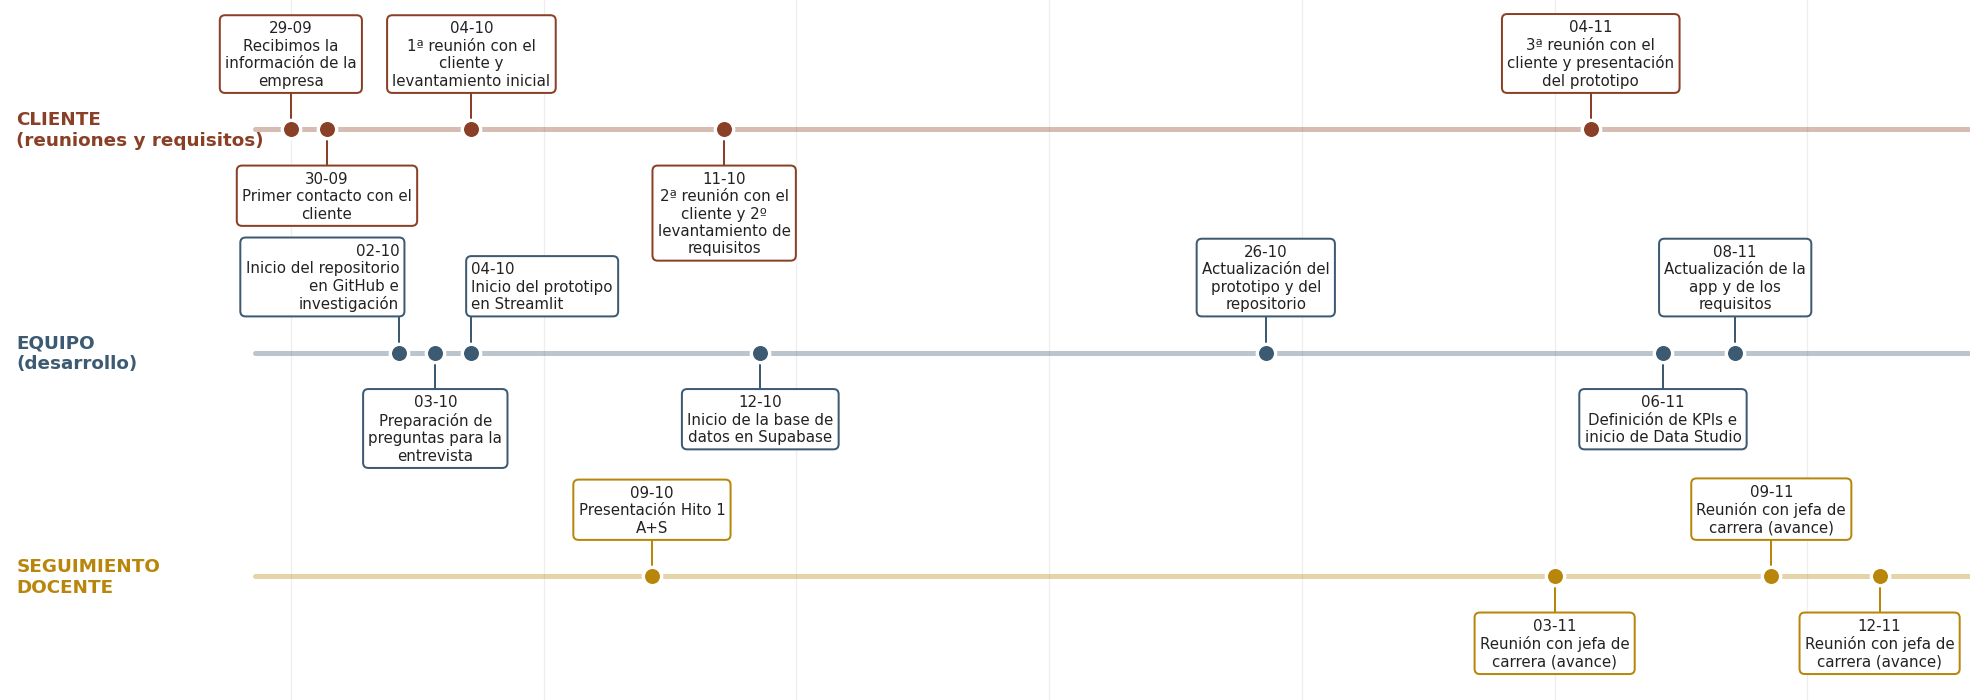 29-09
Recibimos la
información de la
empresa
04-10
1ª reunión con el
cliente y
levantamiento inicial
04-11
3ª reunión con el
cliente y presentación
del prototipo
CLIENTE
(reuniones y requisitos)
30-09
Primer contacto con el
cliente
11-10
2ª reunión con el
cliente y 2º
levantamiento de
requisitos
02-10
Inicio del repositorio
en GitHub e
investigación
04-10
Inicio del prototipo
en Streamlit
26-10
Actualización del
prototipo y del
repositorio
08-11
Actualización de la
app y de los
requisitos
EQUIPO
(desarrollo)
03-10
Preparación de
preguntas para la
entrevista
12-10
Inicio de la base de
datos en Supabase
06-11
Definición de KPIs e
inicio de Data Studio
09-10
Presentación Hito 1
A+S
09-11
Reunión con jefa de
carrera (avance)
SEGUIMIENTO
DOCENTE
03-11
Reunión con jefa de
carrera (avance)
12-11
Reunión con jefa de
carrera (avance)